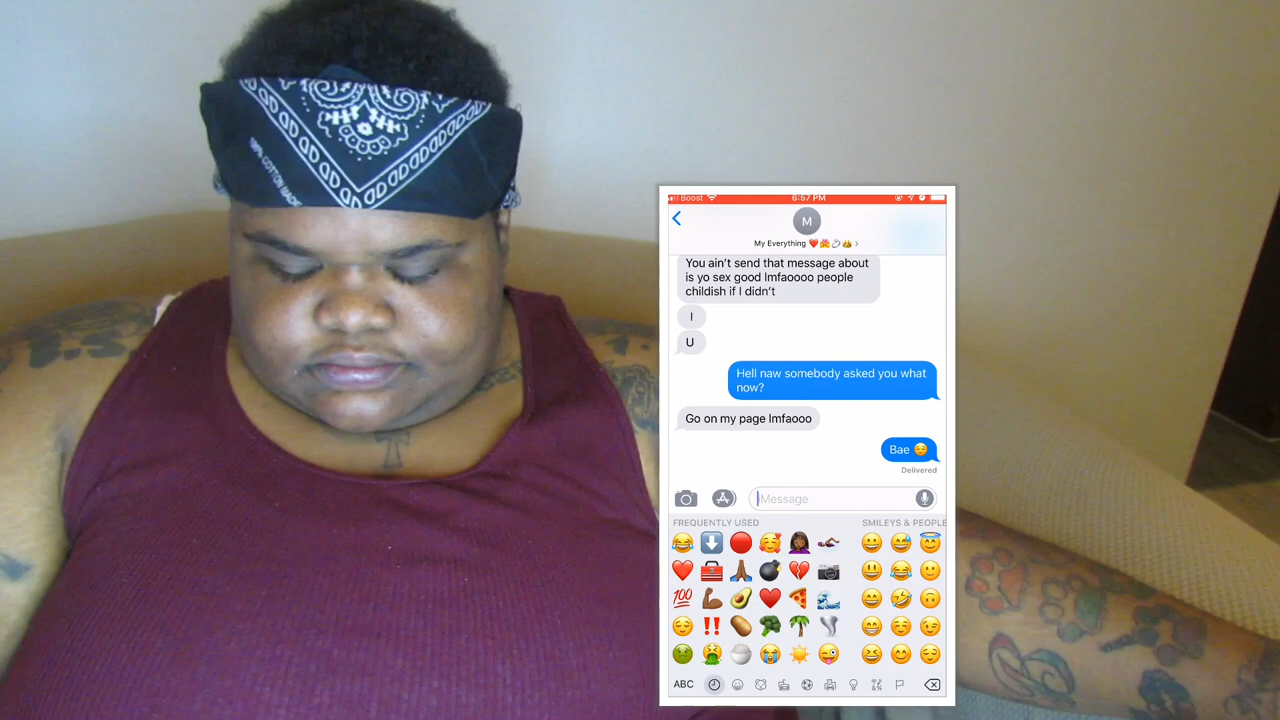 100% COTTON MADE
Boost
6:57 PM
M
My Everything ❤️
You ain't send that message about
is yo sex good lmfaoooo people
childish if I didn't
I
U
Hell naw somebody asked you what
now?
Go on my page lmfaooo
Bae ☺️
Delivered
Message
FREQUENTLY USED
SMILEYS & PEOPLE
ABC